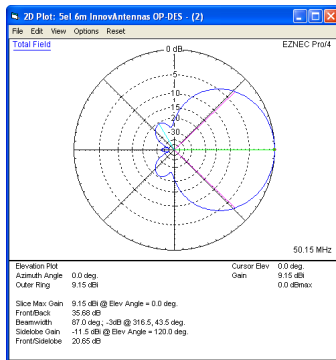 2D Plot: 5el 6m InnovAntennas OP-DES - (2)
File Edit View Options Reset
Total Field
EZNEC Pro/4
0 dB
-5
-10
-15
-20
-30
50.15 MHz
Elevation Plot
Azimuth Angle 0.0 deg.
Outer Ring 9.15 dBi
Cursor Elev 0.0 deg.
Gain 9.15 dBi
0.0 dBmax
Slice Max Gain 9.15 dBi @ Elev Angle = 0.0 deg.
Front/Back 35.68 dB
Beamwidth 87.0 deg.; -3dB @ 316.5, 43.5 deg.
Sidelobe Gain -11.5 dBi @ Elev Angle = 120.0 deg.
Front/Sidelobe 20.65 dB